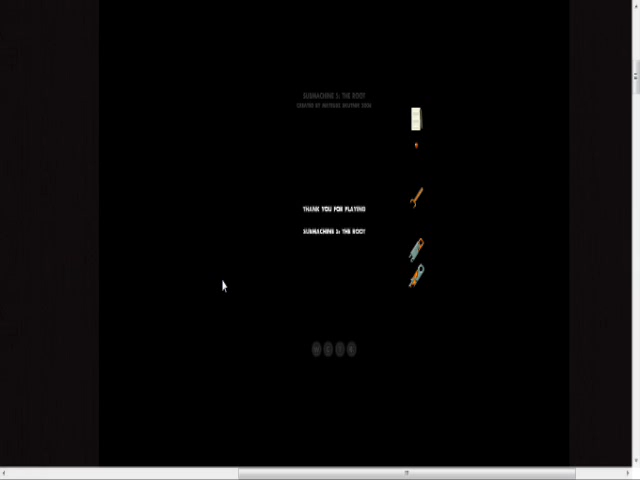 SUBMACHINE 5: THE ROOT
THANK YOU FOR PLAYING
SUBMACHINE 5: THE ROOT